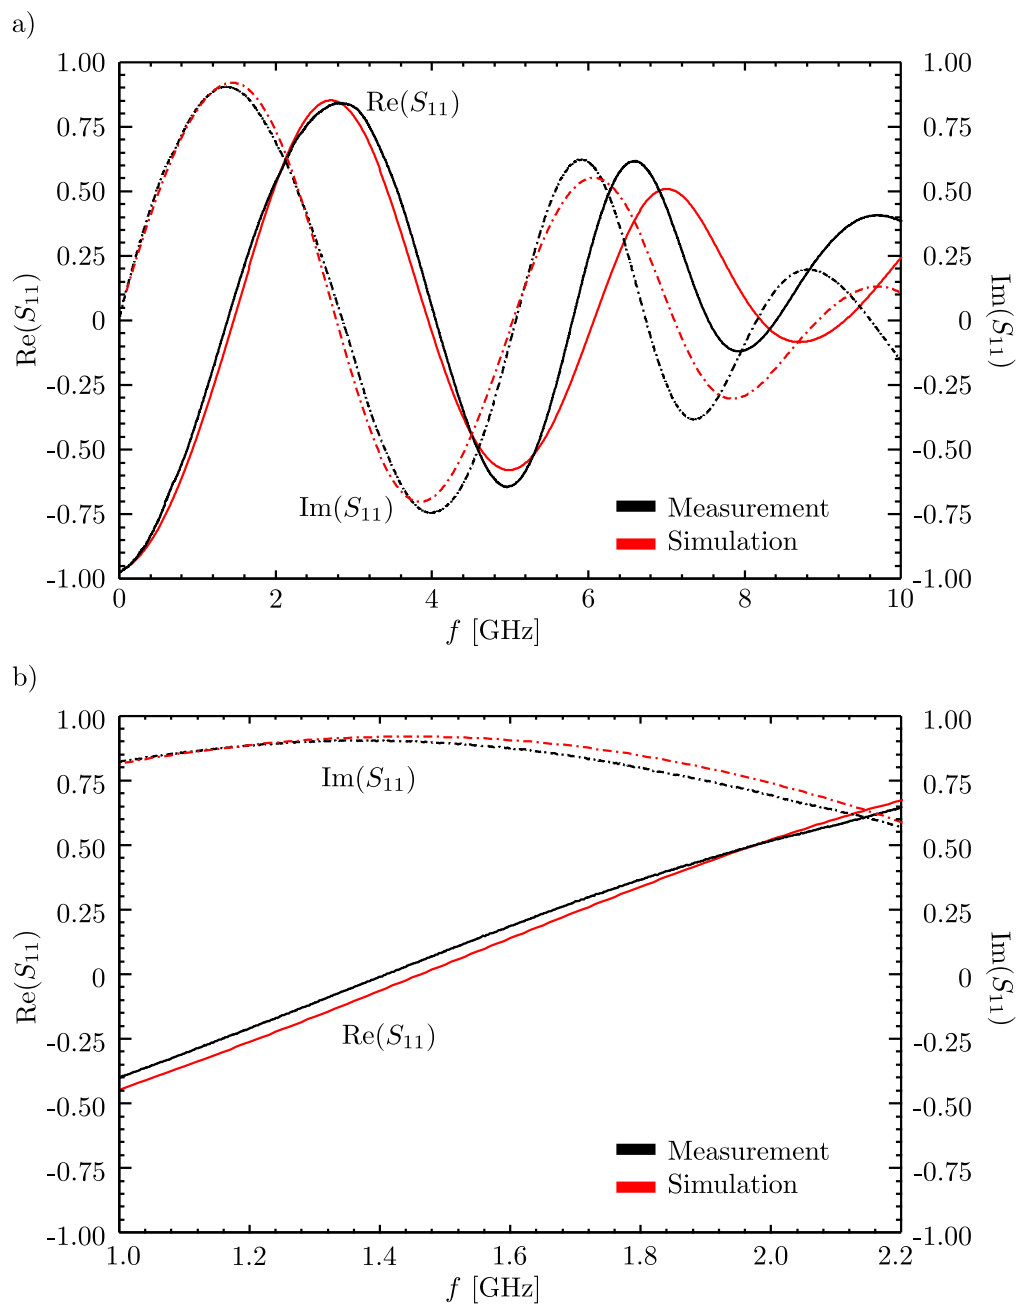 a)
1.00 1.00
Re(S₁₁)
0.75 0.75
0.50 0.50
0.25 0.25
Re(S₁₁) 0 0 Im(S₁₁)
-0.25 -0.25
-0.50 -0.50
Im(S₁₁) Measurement
-0.75 -0.75
Simulation
-1.00 -1.00
0 2 4 6 8 10
f [GHz]
b)
1.00 1.00
Im(S₁₁)
0.75 0.75
0.50 0.50
0.25 0.25
Re(S₁₁) 0 0 Im(S₁₁)
Re(S₁₁)
-0.25 -0.25
-0.50 -0.50
Measurement
-0.75 -0.75
Simulation
-1.00 -1.00
1.0 1.2 1.4 1.6 1.8 2.0 2.2
f [GHz]